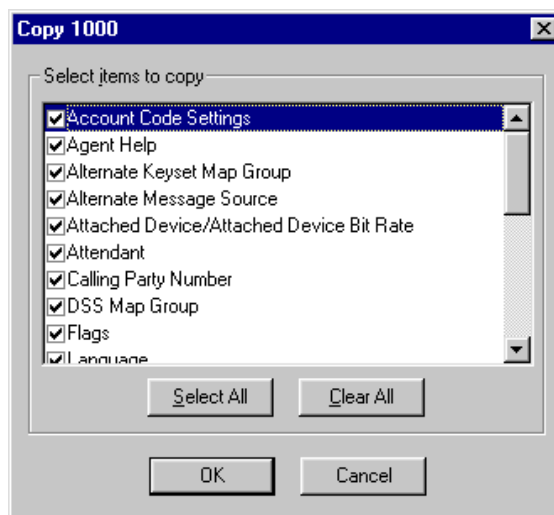 Copy 1000
Select items to copy
Account Code Settings
Agent Help
Alternate Keyset Map Group
Alternate Message Source
Attached Device/Attached Device Bit Rate
Attendant
Calling Party Number
DSS Map Group
Flags
Language
Select All
Clear All
OK
Cancel